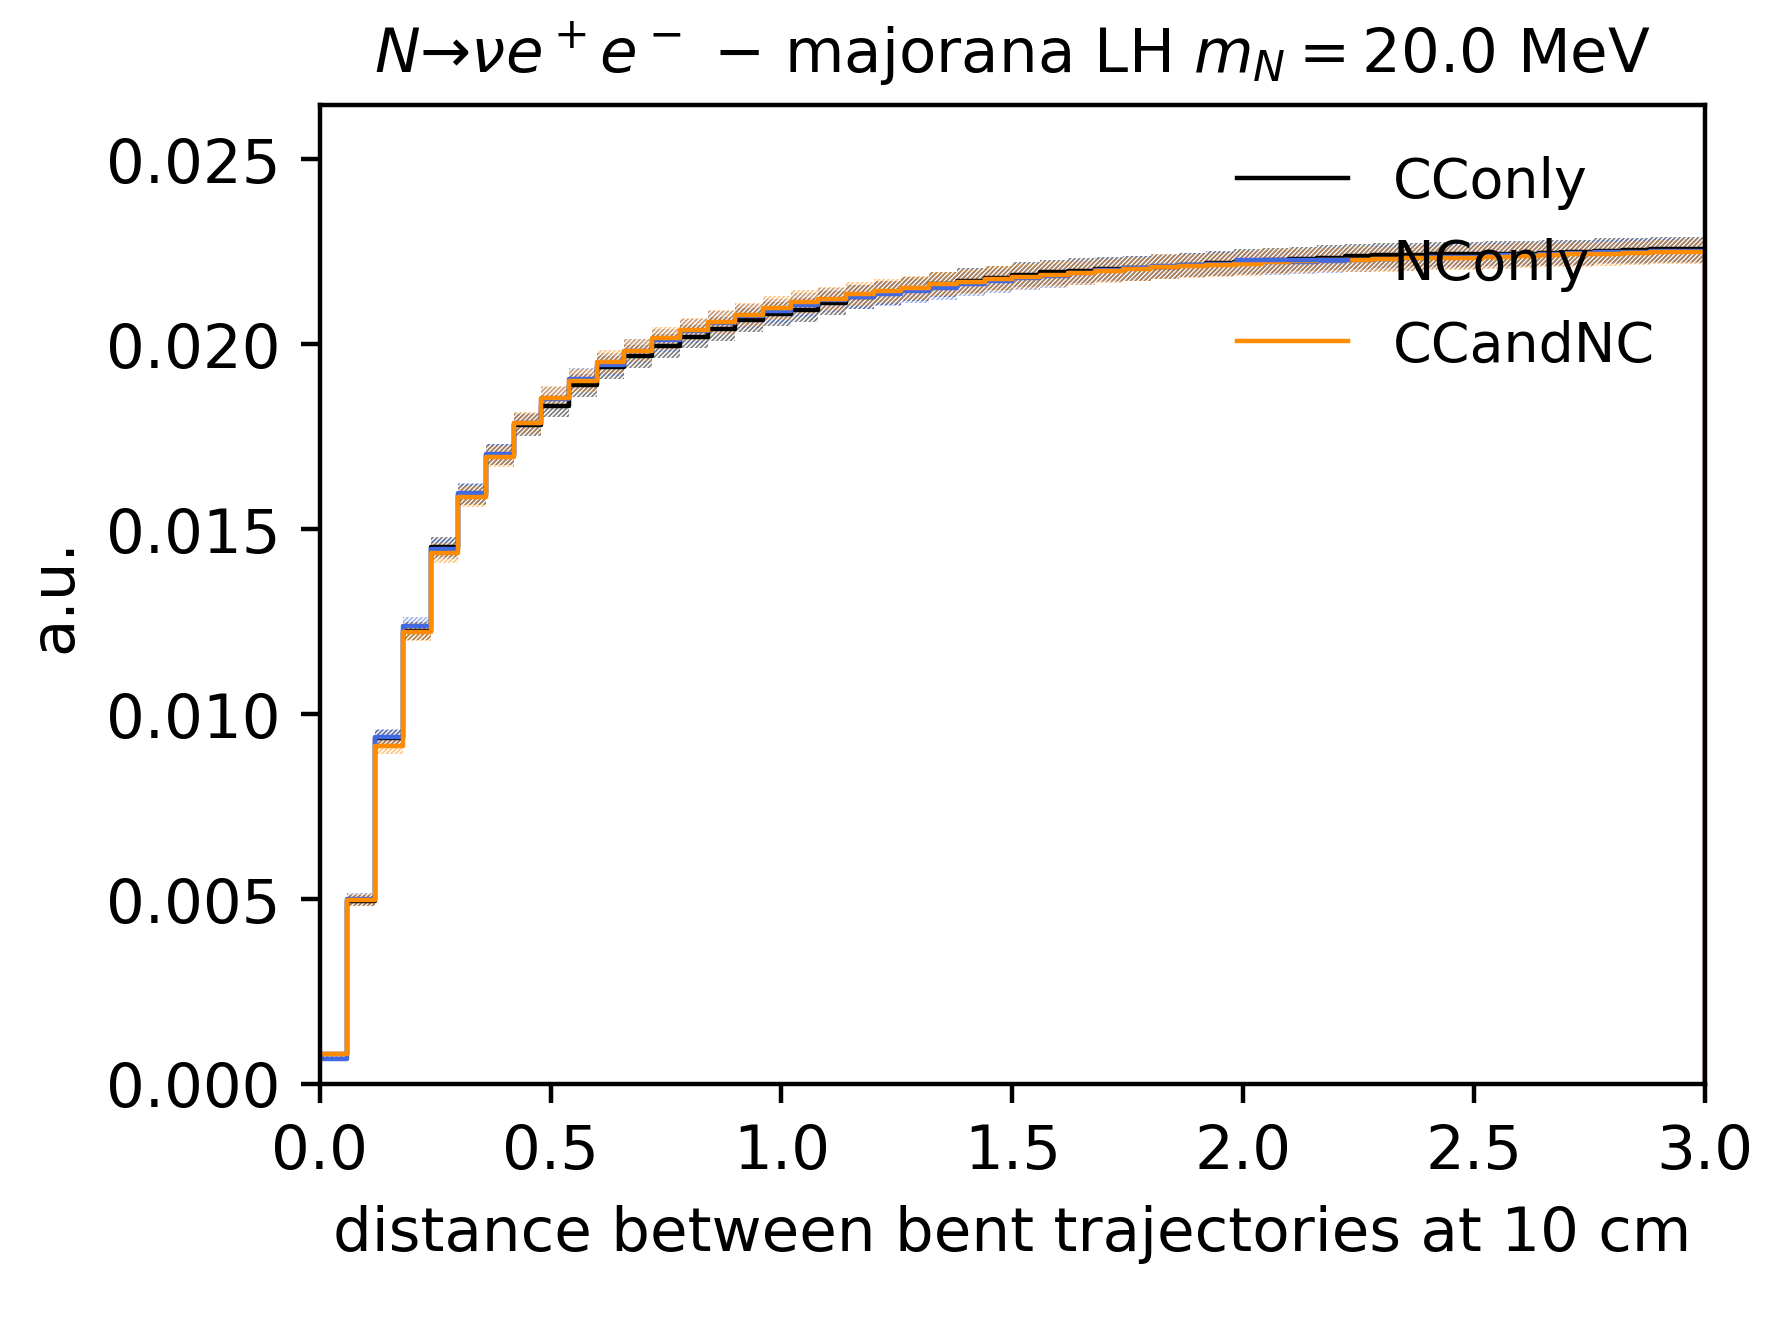 N→νe⁺e⁻ − majorana LH m_N = 20.0 MeV
0.025
0.020
0.015
0.010
0.005
0.000
a.u.
CConly
NConly
CCandNC
0.0 0.5 1.0 1.5 2.0 2.5 3.0
distance between bent trajectories at 10 cm